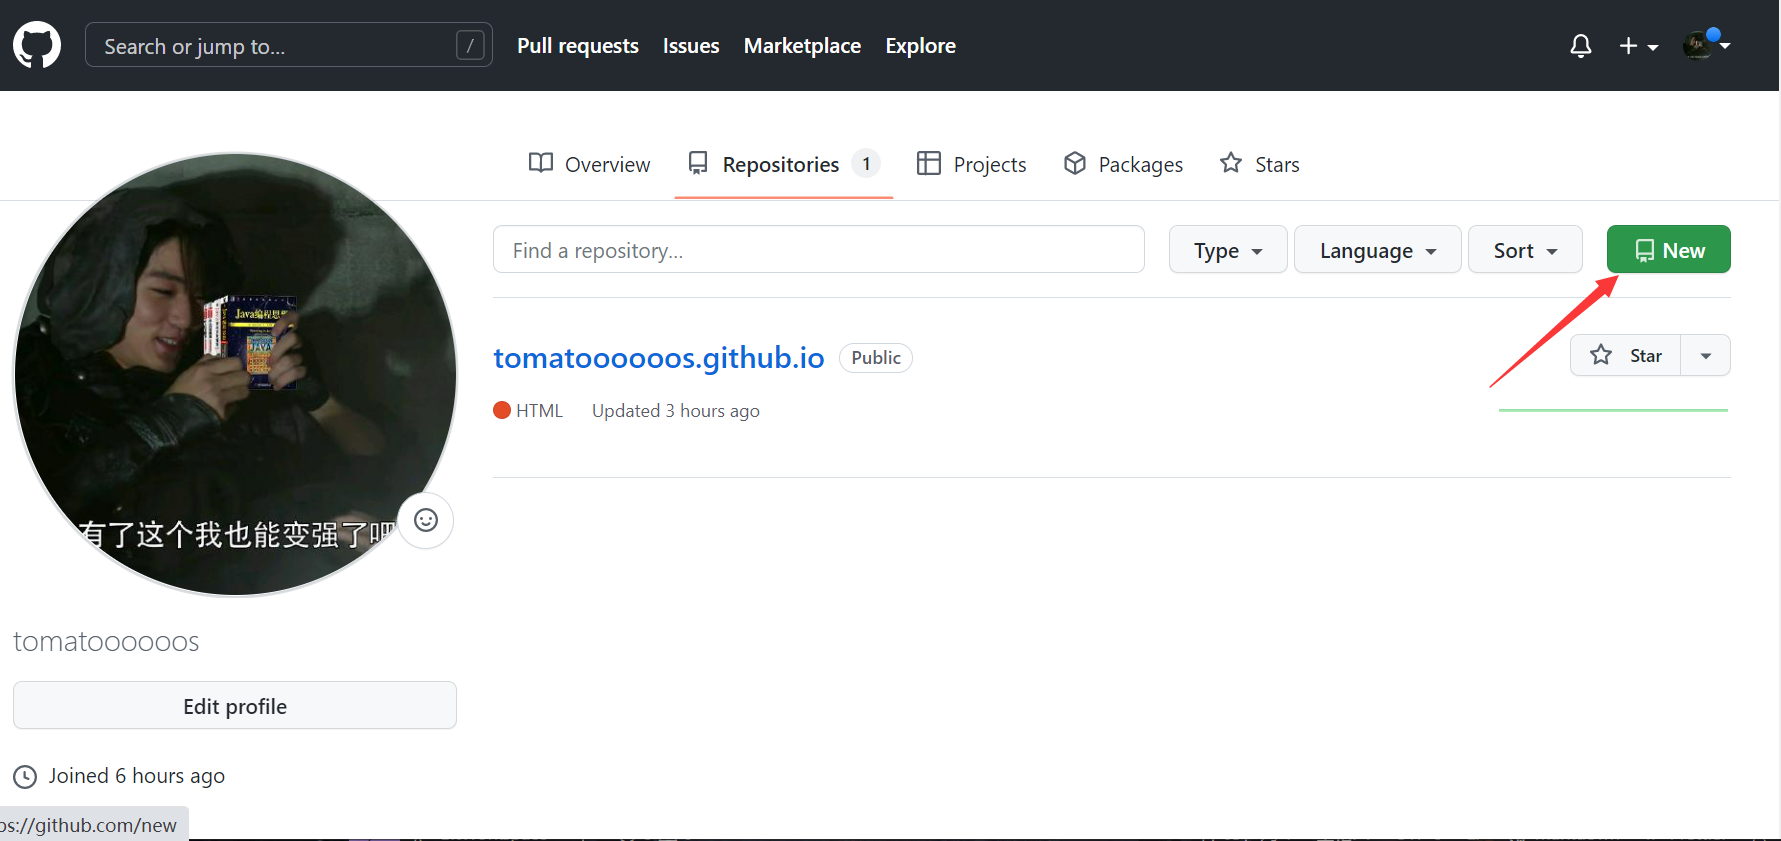 Search or jump to... /
Pull requests Issues Marketplace Explore
Overview Repositories 1 Projects Packages Stars
Find a repository... Type Language Sort New
Java编程思
JAVA
tomatoooooos.github.io Public
Star
HTML Updated 3 hours ago
有了这个我也能变强了吧
tomatoooooos
Edit profile
Joined 6 hours ago
ps://github.com/new